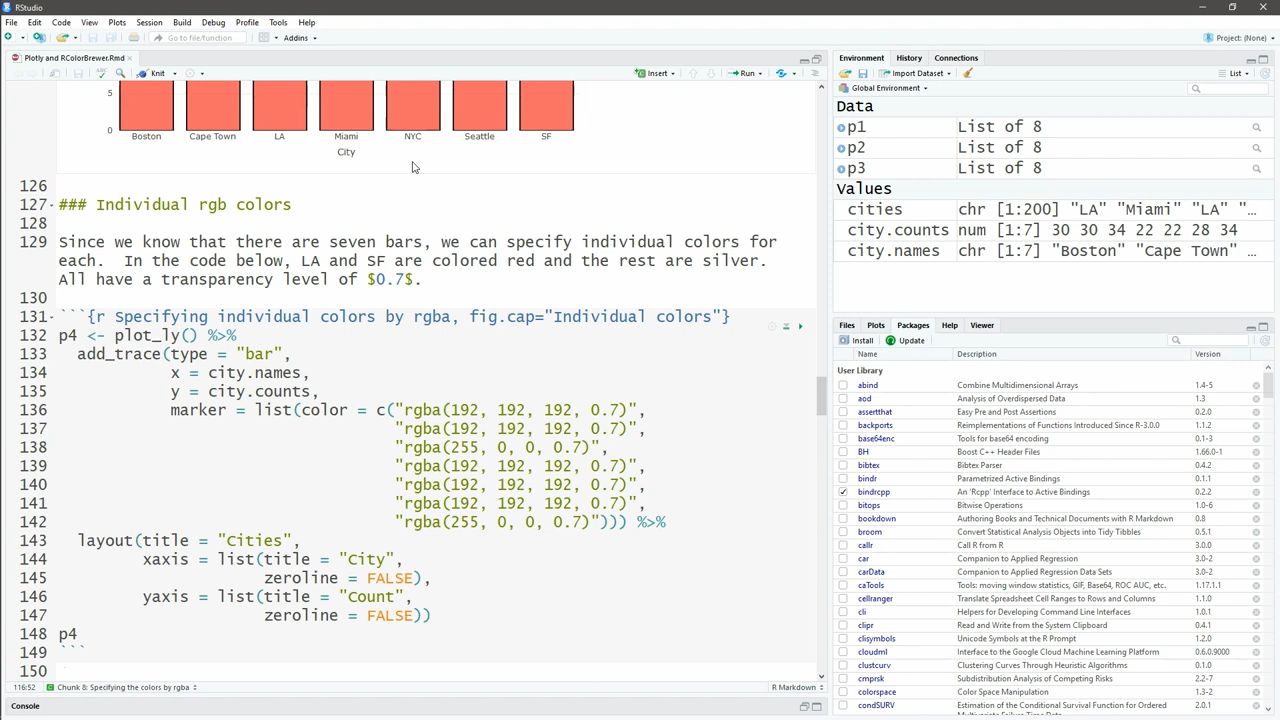 RStudio
File Edit Code View Plots Session Build Debug Profile Tools Help
Go to file/function Addins Project: (None)
Plotly and RColorBrewer.Rmd
Knit Insert Run
5
0
Boston Cape Town LA Miami NYC Seattle SF
City
126
127 ### Individual rgb colors
128
129 Since we know that there are seven bars, we can specify individual colors for
each. In the code below, LA and SF are colored red and the rest are silver.
All have a transparency level of $0.7$.
130
131 ```{r Specifying individual colors by rgba, fig.cap="Individual colors"}
132 p4 <- plot_ly() %>%
133 add_trace(type = "bar",
134 x = city.names,
135 y = city.counts,
136 marker = list(color = c("rgba(192, 192, 192, 0.7)",
137 "rgba(192, 192, 192, 0.7)",
138 "rgba(255, 0, 0, 0.7)",
139 "rgba(192, 192, 192, 0.7)",
140 "rgba(192, 192, 192, 0.7)",
141 "rgba(192, 192, 192, 0.7)",
142 "rgba(255, 0, 0, 0.7)"))) %>%
143 layout(title = "Cities",
144 xaxis = list(title = "City",
145 zeroline = FALSE),
146 yaxis = list(title = "Count",
147 zeroline = FALSE))
148 p4
149 ```
150
116:52 Chunk 8: Specifying the colors by rgba R Markdown
Console
Environment History Connections
Import Dataset List
Global Environment
Data
p1 List of 8
p2 List of 8
p3 List of 8
Values
cities chr [1:200] "LA" "Miami" "LA" "…
city.counts num [1:7] 30 30 34 22 22 28 34
city.names chr [1:7] "Boston" "Cape Town" …
Files Plots Packages Help Viewer
Install Update
Name Description Version
User Library
abind Combine Multidimensional Arrays 1.4-5
aod Analysis of Overdispersed Data 1.3
assertthat Easy Pre and Post Assertions 0.2.0
backports Reimplementations of Functions Introduced Since R-3.0.0 1.1.2
base64enc Tools for base64 encoding 0.1-3
BH Boost C++ Header Files 1.66.0-1
bibtex Bibtex Parser 0.4.2
bindr Parametrized Active Bindings 0.1.1
bindrcpp An 'Rcpp' Interface to Active Bindings 0.2.2
bitops Bitwise Operations 1.0-6
bookdown Authoring Books and Technical Documents with R Markdown 0.8
broom Convert Statistical Analysis Objects into Tidy Tibbles 0.5.1
callr Call R from R 3.0.0
car Companion to Applied Regression 3.0-2
carData Companion to Applied Regression Data Sets 3.0-2
caTools Tools: moving window statistics, GIF, Base64, ROC AUC, etc. 1.17.1.1
cellranger Translate Spreadsheet Cell Ranges to Rows and Columns 1.1.0
cli Helpers for Developing Command Line Interfaces 1.0.1
clipr Read and Write from the System Clipboard 0.4.1
clisymbols Unicode Symbols at the R Prompt 1.2.0
cloudml Interface to the Google Cloud Machine Learning Platform 0.6.0.9000
clustcurv Clustering Curves Through Heuristic Algorithms 0.1.0
cmprsk Subdistribution Analysis of Competing Risks 2.2-7
colorspace Color Space Manipulation 1.3-2
condSURV Estimation of the Conditional Survival Function for Ordered 2.0.1